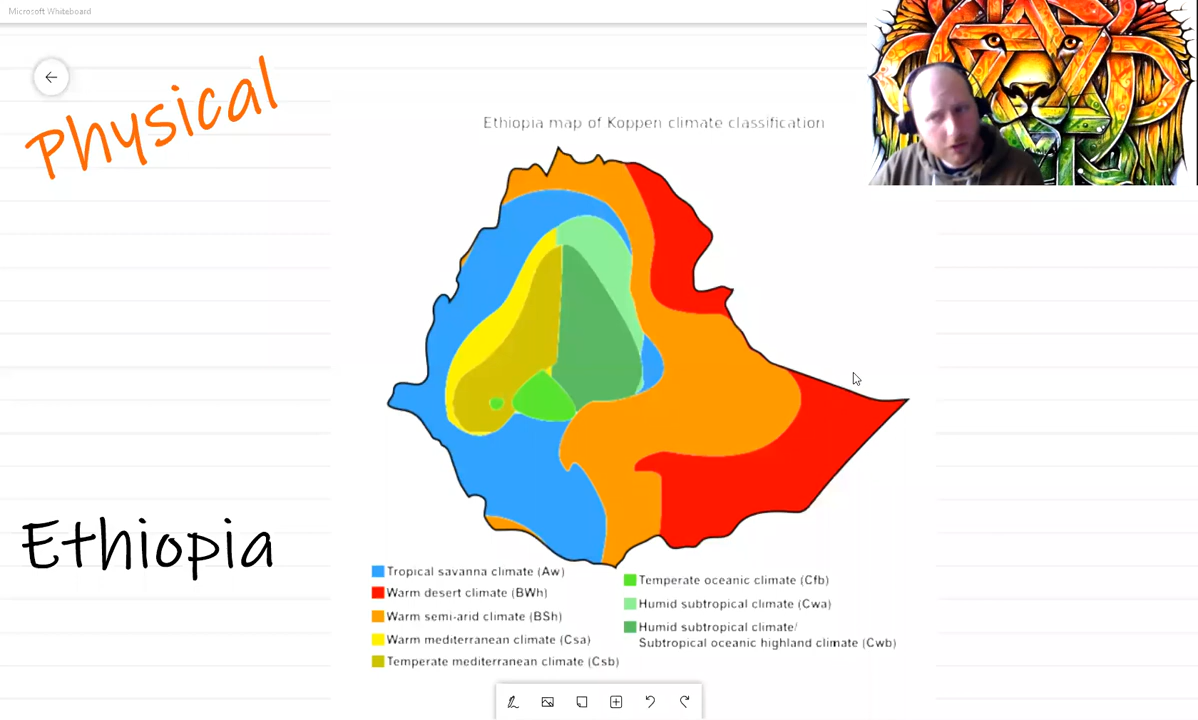 Microsoft Whiteboard
Physical
Ethiopia map of Koppen climate classification
Ethiopia
Tropical savanna climate (Aw)
Warm desert climate (BWh)
Warm semi-arid climate (BSh)
Warm mediterranean climate (Csa)
Temperate mediterranean climate (Csb)
Temperate oceanic climate (Cfb)
Humid subtropical climate (Cwa)
Humid subtropical climate/
Subtropical oceanic highland climate (Cwb)